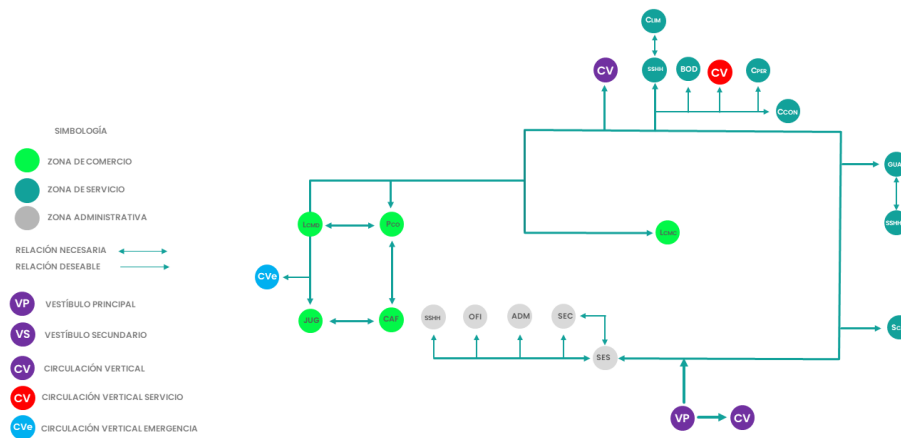 CLIM
CV
SSHH
BOD
CV
CPER
CCON
SIMBOLOGÍA
ZONA DE COMERCIO
ZONA DE SERVICIO
ZONA ADMINISTRATIVA
RELACIÓN NECESARIA
RELACIÓN DESEABLE
VP VESTÍBULO PRINCIPAL
VS VESTÍBULO SECUNDARIO
CV CIRCULACIÓN VERTICAL
CV CIRCULACIÓN VERTICAL SERVICIO
CVe CIRCULACIÓN VERTICAL EMERGENCIA
GUA
SSHH
LCMD
PCO
LCMC
CVe
JUG
CAF
SSHH
OFI
ADM
SEC
SES
VP
CV